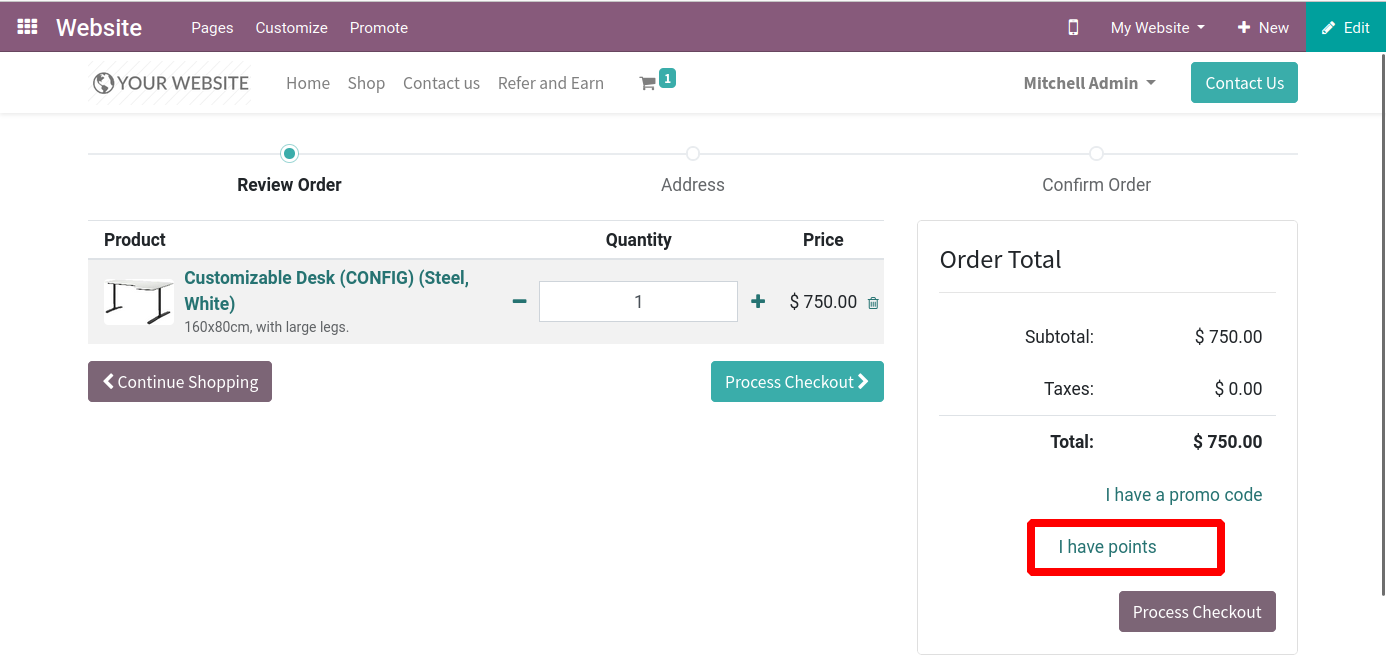 Website Pages Customize Promote My Website New Edit
YOUR WEBSITE Home Shop Contact us Refer and Earn 1 Mitchell Admin Contact Us
Review Order Address Confirm Order
Product Quantity Price
Customizable Desk (CONFIG) (Steel,
White)
160x80cm, with large legs.
1 $ 750.00
Continue Shopping Process Checkout
Order Total
Subtotal: $ 750.00
Taxes: $ 0.00
Total: $ 750.00
I have a promo code
I have points
Process Checkout